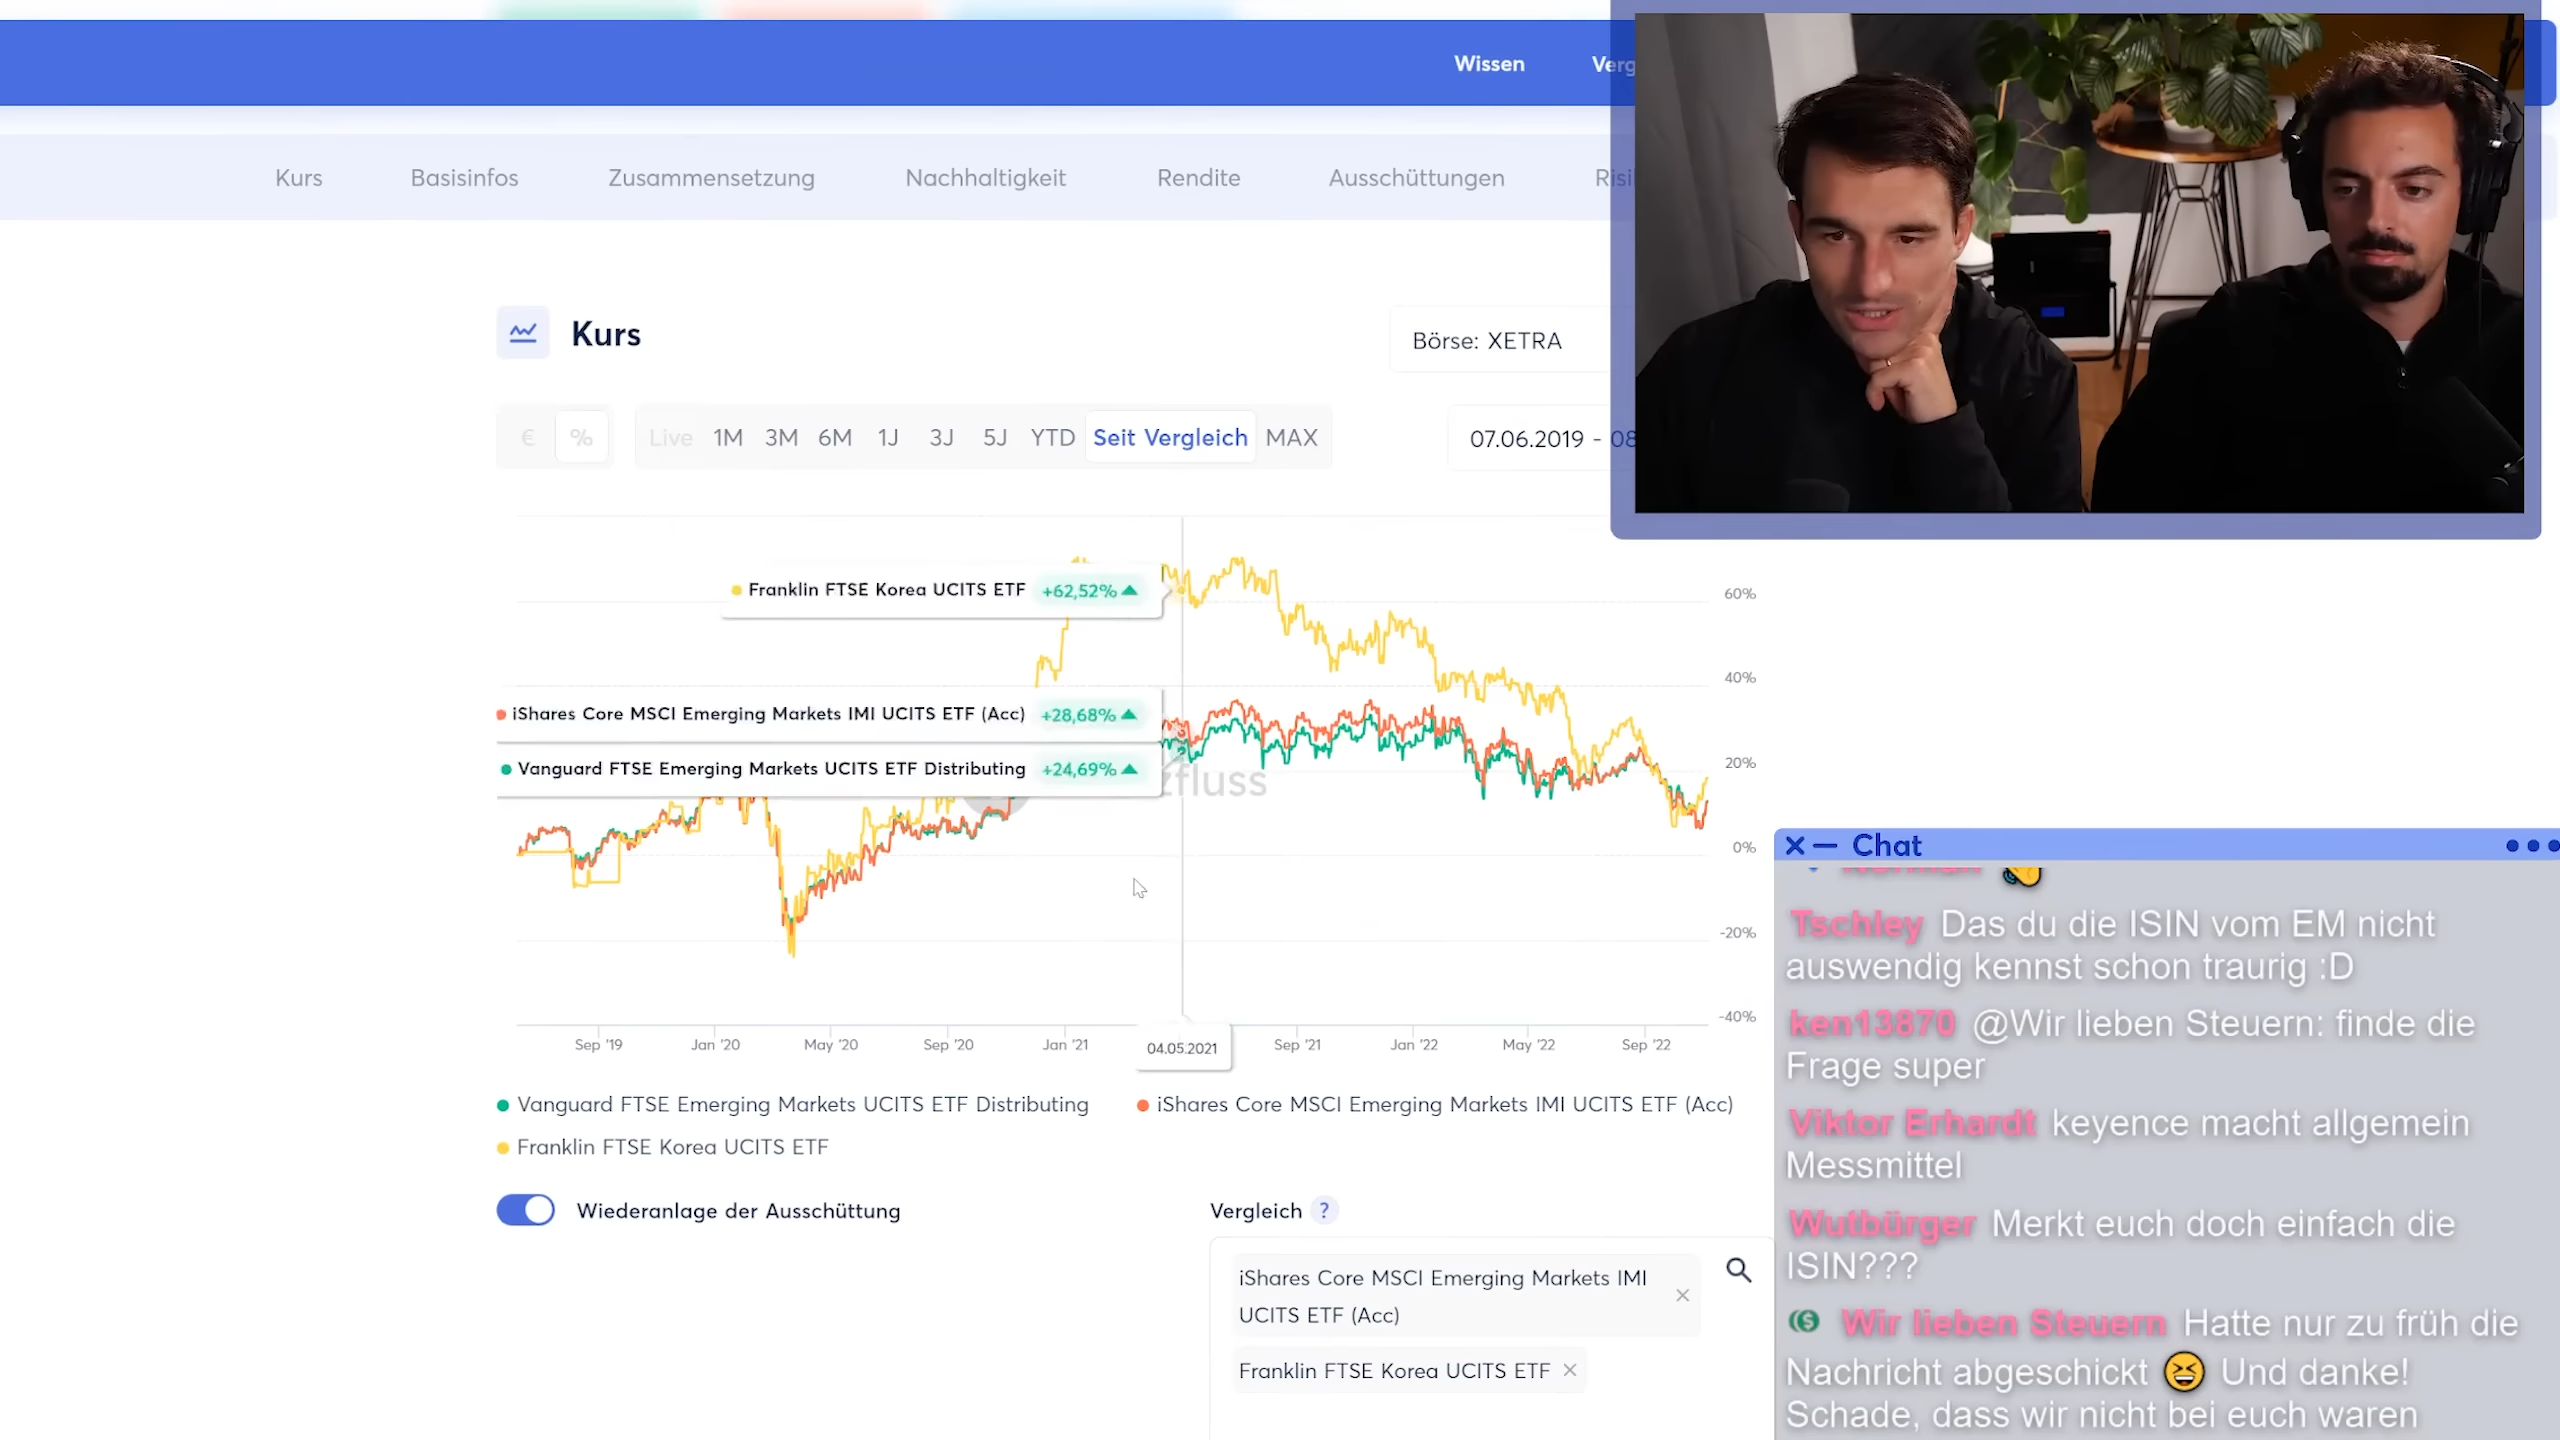 Wissen
Verg
Kurs Basisinfos Zusammensetzung Nachhaltigkeit Rendite Ausschüttungen Risi
Kurs
Börse: XETRA
€ % Live 1M 3M 6M 1J 3J 5J YTD Seit Vergleich MAX
07.06.2019 - 08
Franklin FTSE Korea UCITS ETF +62,52%
iShares Core MSCI Emerging Markets IMI UCITS ETF (Acc) +28,68%
Vanguard FTSE Emerging Markets UCITS ETF Distributing +24,69%
zfluss
60%
40%
20%
0%
-20%
-40%
Sep '19 Jan '20 May '20 Sep '20 Jan '21 04.05.2021 Sep '21 Jan '22 May '22 Sep '22
Vanguard FTSE Emerging Markets UCITS ETF Distributing
iShares Core MSCI Emerging Markets IMI UCITS ETF (Acc)
Franklin FTSE Korea UCITS ETF
Wiederanlage der Ausschüttung
Vergleich ?
iShares Core MSCI Emerging Markets IMI
UCITS ETF (Acc)
Franklin FTSE Korea UCITS ETF
Chat
Tschley Das du die ISIN vom EM nicht
auswendig kennst schon traurig :D
ken13870 @Wir lieben Steuern: finde die
Frage super
Viktor Erhardt keyence macht allgemein
Messmittel
Wutbürger Merkt euch doch einfach die
ISIN???
Wir lieben Steuern Hatte nur zu früh die
Nachricht abgeschickt 😆 Und danke!
Schade, dass wir nicht bei euch waren